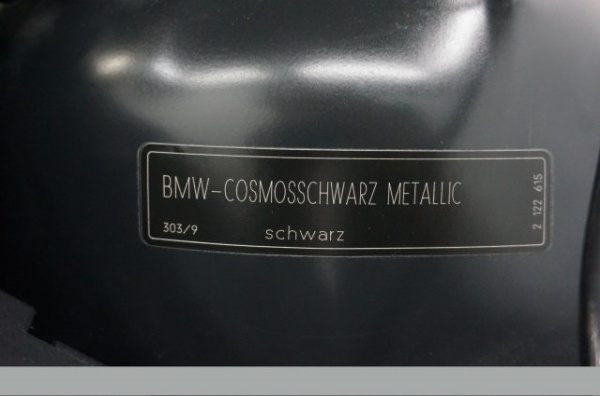 BMW-COSMOSSCHWARZ METALLIC
303/9
schwarz
2 122 615